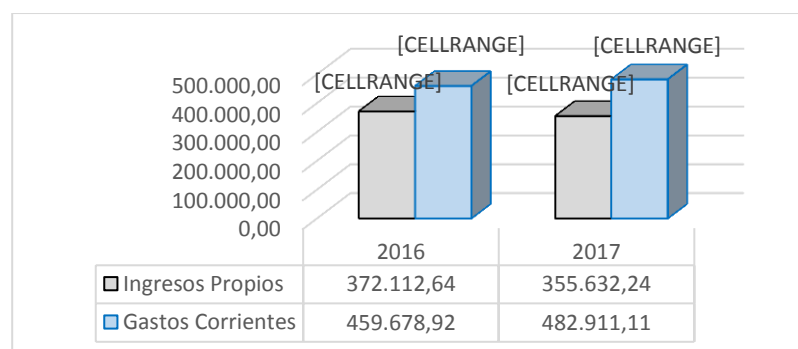 [CELLRANGE]
[CELLRANGE]
[CELLRANGE]
[CELLRANGE]
500.000,00
400.000,00
300.000,00
200.000,00
100.000,00
0,00
2016 2017
Ingresos Propios 372.112,64 355.632,24
Gastos Corrientes 459.678,92 482.911,11